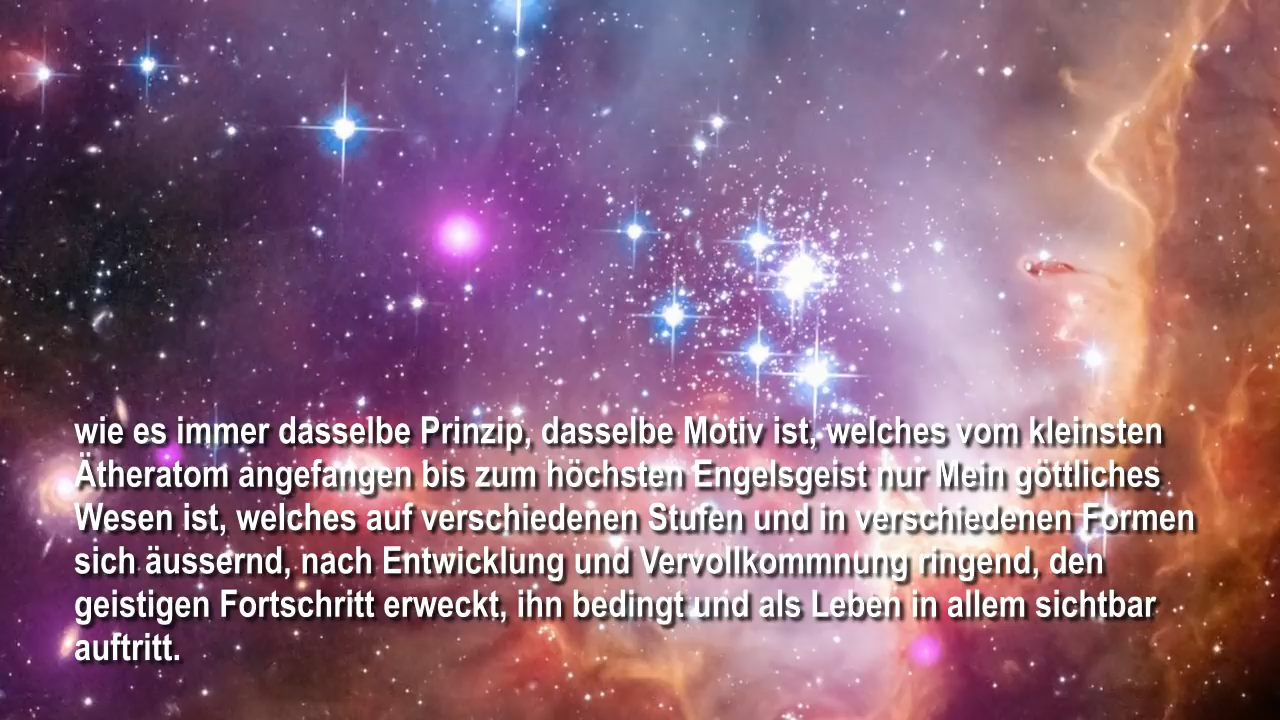 wie es immer dasselbe Prinzip, dasselbe Motiv ist, welches vom kleinsten
Ätheratom angefangen bis zum höchsten Engelsgeist nur Mein göttliches
Wesen ist, welches auf verschiedenen Stufen und in verschiedenen Formen
sich äussernd, nach Entwicklung und Vervollkommnung ringend, den
geistigen Fortschritt erweckt, ihn bedingt und als Leben in allem sichtbar
auftritt.